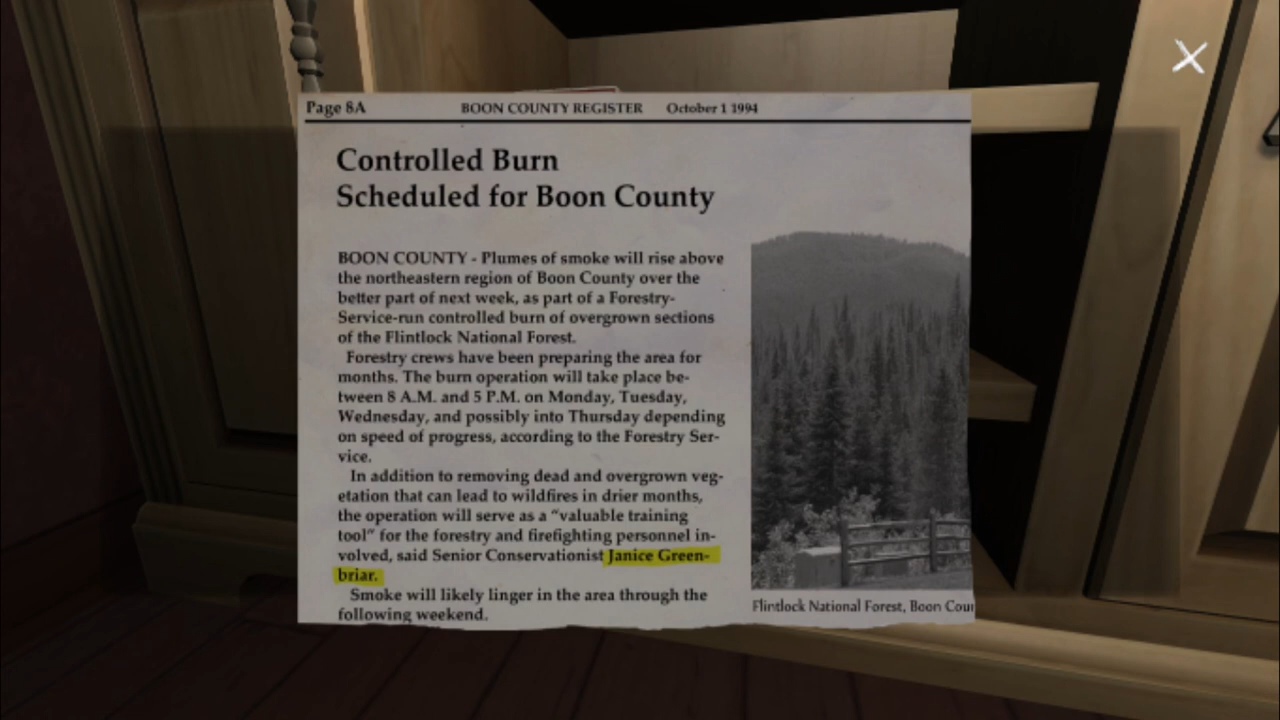 Page 8A BOON COUNTY REGISTER October 1 1994
Controlled Burn
Scheduled for Boon County
BOON COUNTY - Plumes of smoke will rise above
the northeastern region of Boon County over the
better part of next week, as part of a Forestry-
Service-run controlled burn of overgrown sections
of the Flintlock National Forest.
Forestry crews have been preparing the area for
months. The burn operation will take place be-
tween 8 A.M. and 5 P.M. on Monday, Tuesday,
Wednesday, and possibly into Thursday depending
on speed of progress, according to the Forestry Ser-
vice.
In addition to removing dead and overgrown veg-
etation that can lead to wildfires in drier months,
the operation will serve as a “valuable training
tool” for the forestry and firefighting personnel in-
volved, said Senior Conservationist Janice Green-
briar.
Smoke will likely linger in the area through the
following weekend.
Flintlock National Forest, Boon Cou